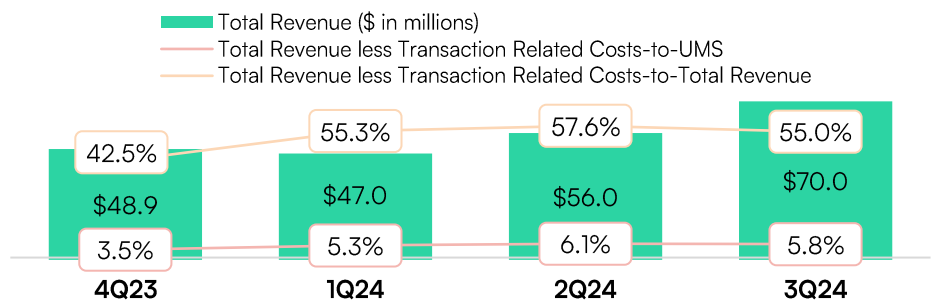 Total Revenue ($ in millions)
Total Revenue less Transaction Related Costs-to-UMS
Total Revenue less Transaction Related Costs-to-Total Revenue
42.5% 55.3% 57.6% 55.0%
$48.9 $47.0 $56.0 $70.0
3.5% 5.3% 6.1% 5.8%
4Q23 1Q24 2Q24 3Q24